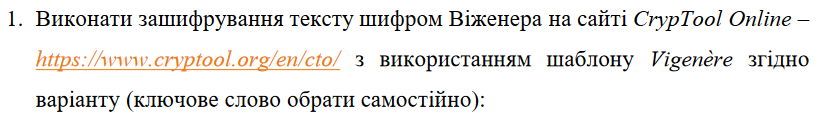 1. Виконати зашифрування тексту шифром Віженера на сайті CrypTool Online –
https://www.cryptool.org/en/cto/ з використанням шаблону Vigenère згідно
варіанту (ключове слово обрати самостійно):